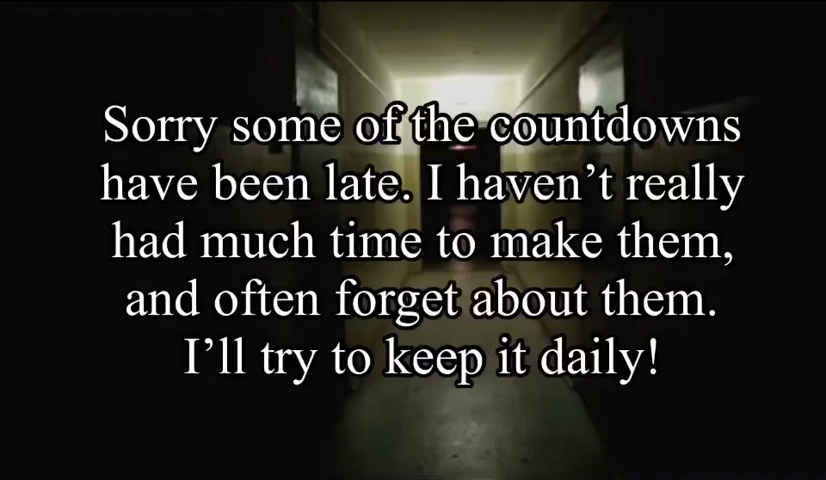 Sorry some of the countdowns
have been late. I haven’t really
had much time to make them,
and often forget about them.
I’ll try to keep it daily!